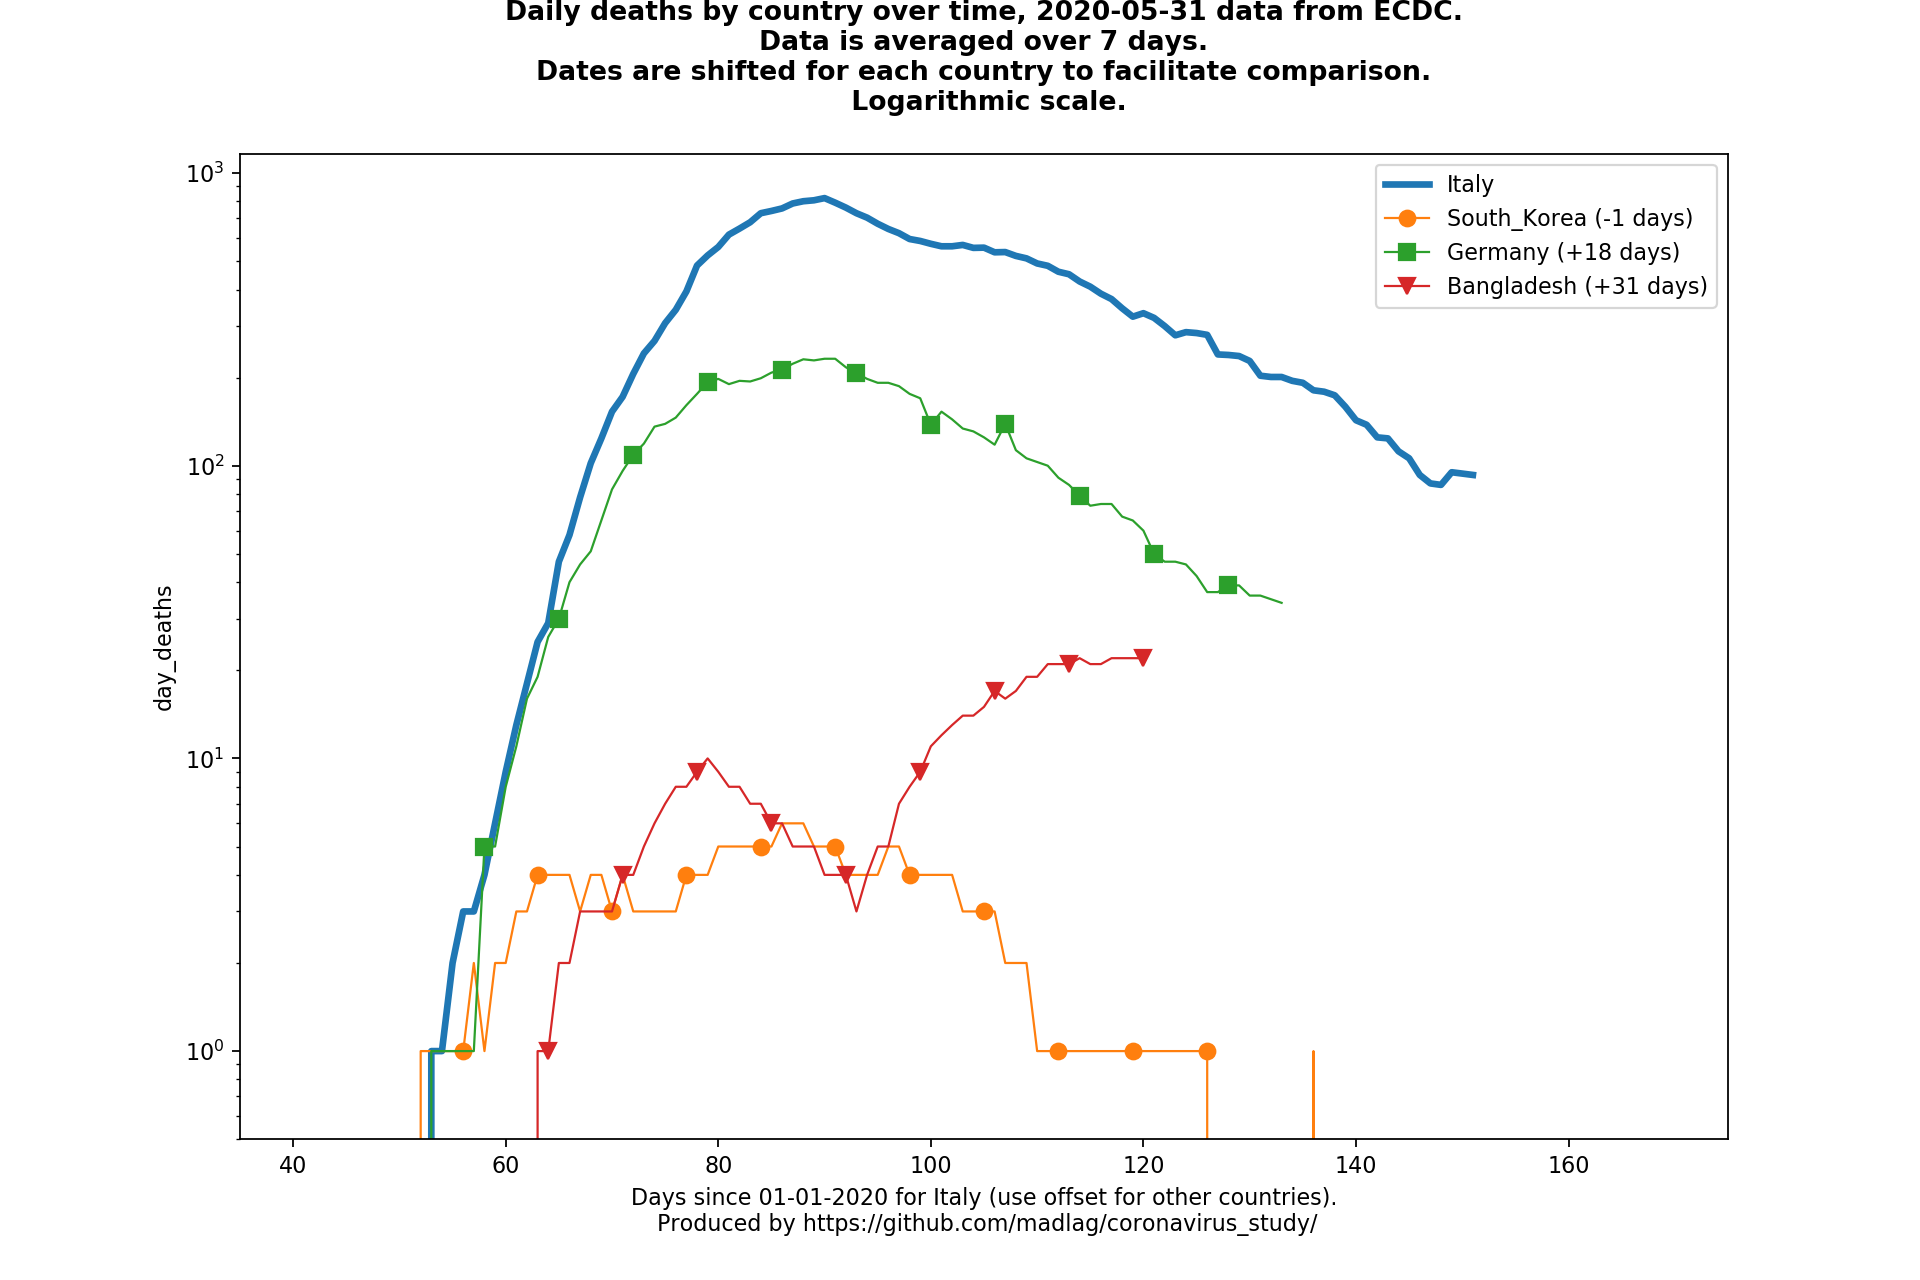 Daily deaths by country over time, 2020-05-31 data from ECDC.
Data is averaged over 7 days.
Dates are shifted for each country to facilitate comparison.
Logarithmic scale.
10³
Italy
South_Korea (-1 days)
Germany (+18 days)
Bangladesh (+31 days)
10²
day_deaths
10¹
10⁰
40 60 80 100 120 140 160
Days since 01-01-2020 for Italy (use offset for other countries).
Produced by https://github.com/madlag/coronavirus_study/